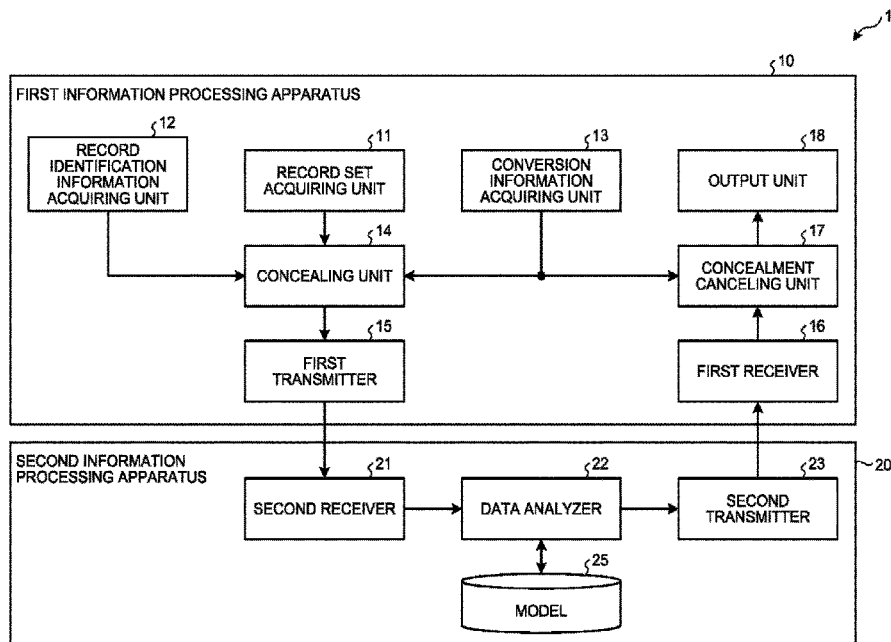 1
10
FIRST INFORMATION PROCESSING APPARATUS
12
RECORD
IDENTIFICATION
INFORMATION
ACQUIRING UNIT
11
RECORD SET
ACQUIRING UNIT
13
CONVERSION
INFORMATION
ACQUIRING UNIT
18
OUTPUT UNIT
14
CONCEALING UNIT
17
CONCEALMENT
CANCELING UNIT
15
FIRST
TRANSMITTER
16
FIRST RECEIVER
SECOND INFORMATION
PROCESSING APPARATUS
20
21
SECOND RECEIVER
22
DATA ANALYZER
23
SECOND
TRANSMITTER
25
MODEL